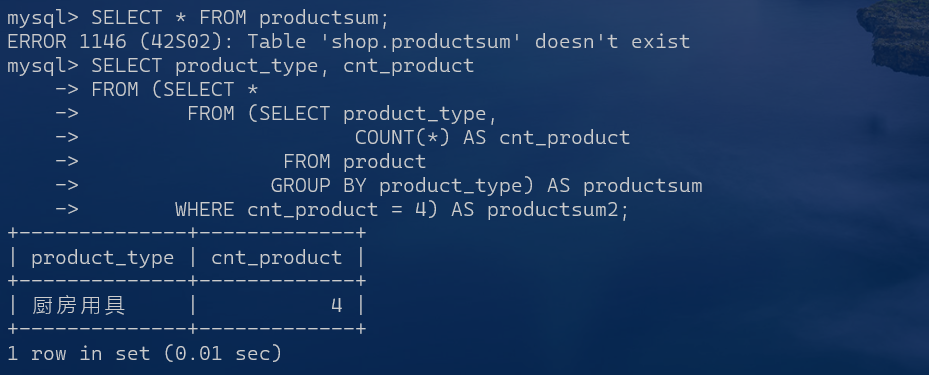 mysql> SELECT * FROM productsum;
ERROR 1146 (42S02): Table 'shop.productsum' doesn't exist
mysql> SELECT product_type, cnt_product
    -> FROM (SELECT *
    ->         FROM (SELECT product_type,
    ->                       COUNT(*) AS cnt_product
    ->                 FROM product
    ->                GROUP BY product_type) AS productsum
    ->        WHERE cnt_product = 4) AS productsum2;
+--------------+-------------+
| product_type | cnt_product |
+--------------+-------------+
| 厨房用具     |           4 |
+--------------+-------------+
1 row in set (0.01 sec)